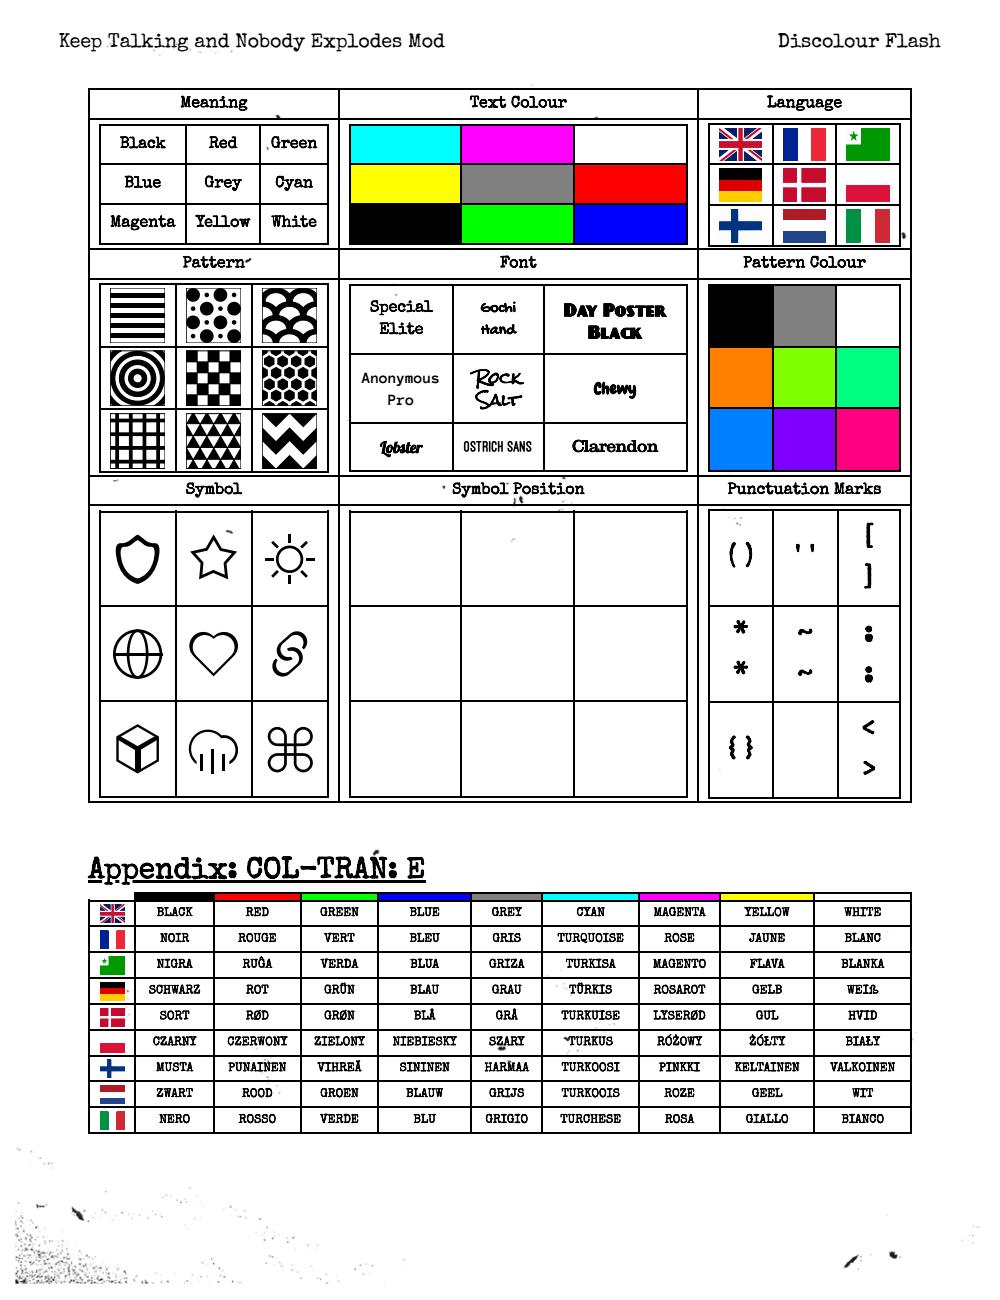 Keep Talking and Nobody Explodes Mod Discolour Flash
Meaning Text Colour Language
Black Red Green
Blue Grey Cyan
Magenta Yellow White
Pattern Font Pattern Colour
Special Elite Gochi Hand Day Poster Black
Anonymous Pro Rock Salt Chewy
Lobster Ostrich Sans Clarendon
Symbol Symbol Position Punctuation Marks
( ) ' ' [ ]
* * ~ ~ : :
{ } < >
Appendix: COL-TRAN: E
BLACK RED GREEN BLUE GREY CYAN MAGENTA YELLOW WHITE
NOIR ROUGE VERT BLEU GRIS TURQUOISE ROSE JAUNE BLANC
NIGRA RUĜA VERDA BLUA GRIZA TURKISA MAGENTO FLAVA BLANKA
SCHWARZ ROT GRÜN BLAU GRAU TÜRKIS ROSAROT GELB WEIß
SORT RØD GRØN BLÅ GRÅ TURKUISE LYSERØD GUL HVID
CZARNY CZERWONY ZIELONY NIEBIESKY SZARY TURKUS RÓŻOWY ŻÓŁTY BIAŁY
MUSTA PUNAINEN VIHREÄ SININEN HARMAA TURKOOSI PINKKI KELTAINEN VALKOINEN
ZWART ROOD GROEN BLAUW GRIJS TURKOOIS ROZE GEEL WIT
NERO ROSSO VERDE BLU GRIGIO TURCHESE ROSA GIALLO BIANCO